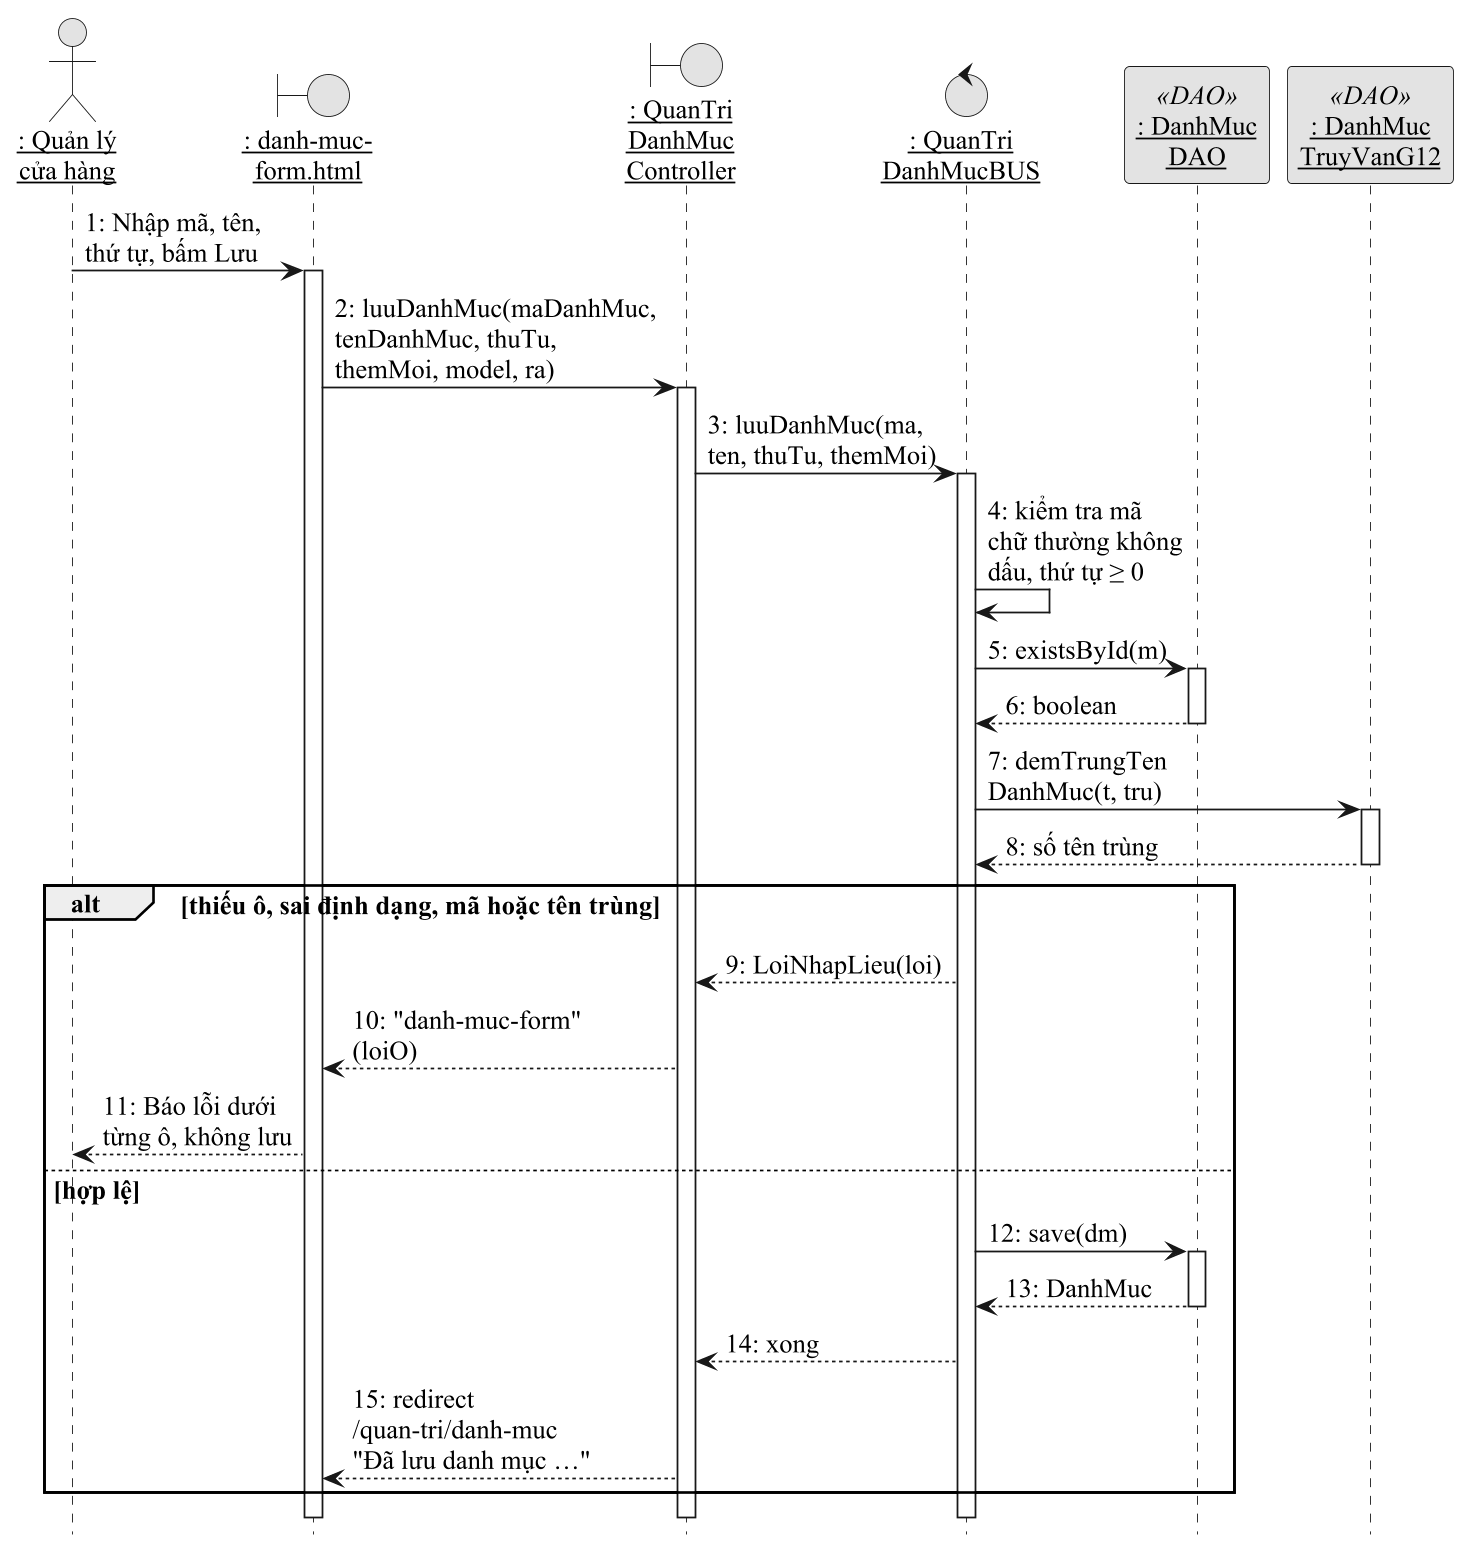 : Quản lý
cửa hàng
: danh-muc-
form.html
: QuanTri
DanhMuc
Controller
: QuanTri
DanhMucBUS
«DAO»
: DanhMuc
DAO
«DAO»
: DanhMuc
TruyVanG12
1: Nhập mã, tên,
thứ tự, bấm Lưu
2: luuDanhMuc(maDanhMuc,
tenDanhMuc, thuTu,
themMoi, model, ra)
3: luuDanhMuc(ma,
ten, thuTu, themMoi)
4: kiểm tra mã
chữ thường không
dấu, thứ tự ≥ 0
5: existsById(m)
6: boolean
7: demTrungTen
DanhMuc(t, tru)
8: số tên trùng
alt [thiếu ô, sai định dạng, mã hoặc tên trùng]
9: LoiNhapLieu(loi)
10: "danh-muc-form"
(loiO)
11: Báo lỗi dưới
từng ô, không lưu
[hợp lệ]
12: save(dm)
13: DanhMuc
14: xong
15: redirect
/quan-tri/danh-muc
"Đã lưu danh mục …"